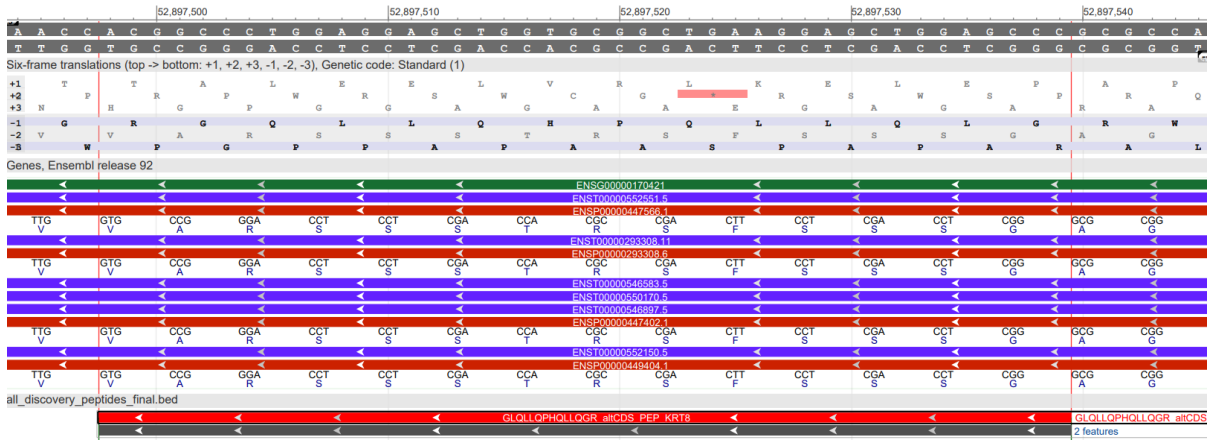 52,897,500 52,897,510 52,897,520 52,897,530 52,897,540
A A C C A C G G C C C T G G A G G A G C T G G T G C G G C T G A A G G A G C T G G A G C C C G C G C C A
T T G G T G C C G G G A C C T C C T C G A C C A C G C C G A C T T C C T C G A C C T C G G G C G C G G T
Six-frame translations (top -> bottom: +1, +2, +3, -1, -2, -3), Genetic code: Standard (1)
+1 T T A L E E L V R L K E L E P A P
+2 P R P W R S W C G * R S W S P R Q
+3 N H G P G G A G A A E G A G A R A
-1 G R G Q L L Q H P Q L L Q L G R W
-2 V V A R S S S T R S F S S S G A G
-3 W P G P P A P A A S P A P A R A L
Genes, Ensembl release 92
ENSG00000170421
ENST00000552551.5
ENSP00000447566.1
TTG GTG CCG GGA CCT CCT CGA CCA CGC CGA CTT CCT CGA CCT CGG GCG CGG
V V A R S S S T R S F S S S G A G
ENST00000293308.11
ENSP00000293308.6
TTG GTG CCG GGA CCT CCT CGA CCA CGC CGA CTT CCT CGA CCT CGG GCG CGG
V V A R S S S T R S F S S S G A G
ENST00000546583.5
ENST00000550170.5
ENST00000546897.5
ENSP00000447402.1
TTG GTG CCG GGA CCT CCT CGA CCA CGC CGA CTT CCT CGA CCT CGG GCG CGG
V V A R S S S T R S F S S S G A G
ENST00000552150.5
ENSP00000449404.1
TTG GTG CCG GGA CCT CCT CGA CCA CGC CGA CTT CCT CGA CCT CGG GCG CGG
V V A R S S S T R S F S S S G A G
all_discovery_peptides_final.bed
GLQLLQPHQLLQGR_altCDS_PEP_KRT8 GLQLLQPHQLLQGR_altCDS
2 features